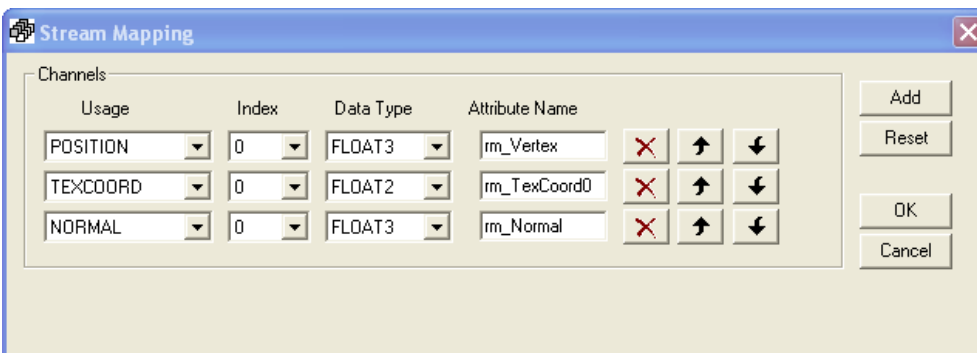 Stream Mapping
Channels
Usage Index Data Type Attribute Name
POSITION 0 FLOAT3 rm_Vertex
TEXCOORD 0 FLOAT2 rm_TexCoord0
NORMAL 0 FLOAT3 rm_Normal
Add
Reset
OK
Cancel